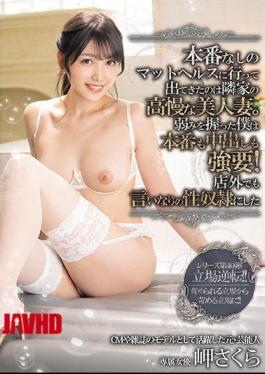 本番なしの
マットヘルスに行って
出てきたのは隣家の
高慢な美人妻。
弱みを握った僕は
本番も中出しも
強要!
店外でも
言いなりの性奴隷にした
立場逆転!!
JAVHD
CMや雑誌のモデルとして活躍した元・芸能人
専属女優 岬さくら